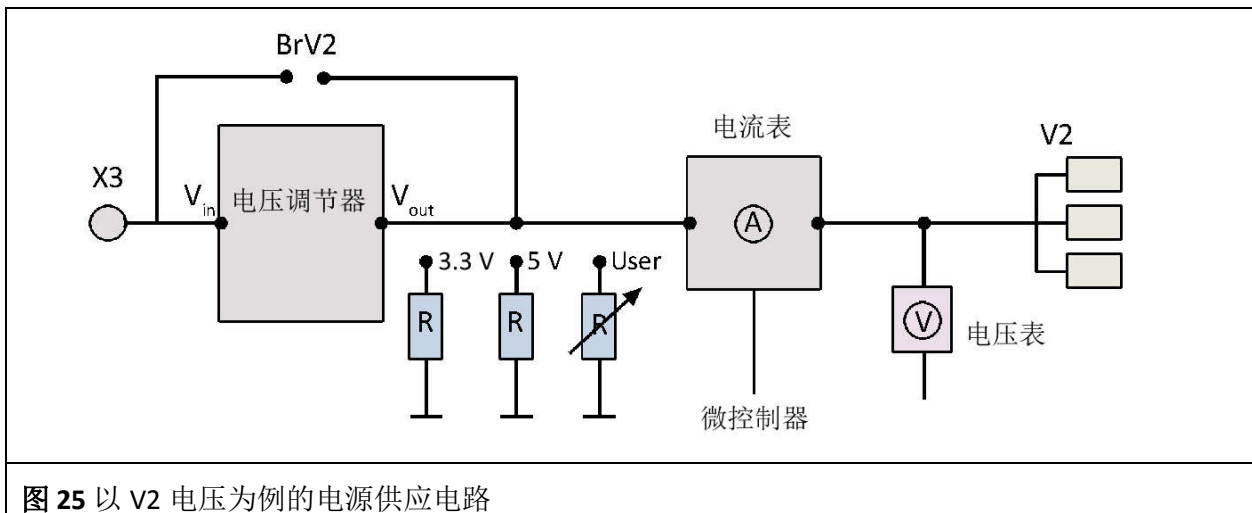 BrV2
电流表
V2
X3
V in
电压调节器
V out
A
3.3 V
5 V
User
R
R
R
V
电压表
微控制器
图 25 以 V2 电压为例的电源供应电路